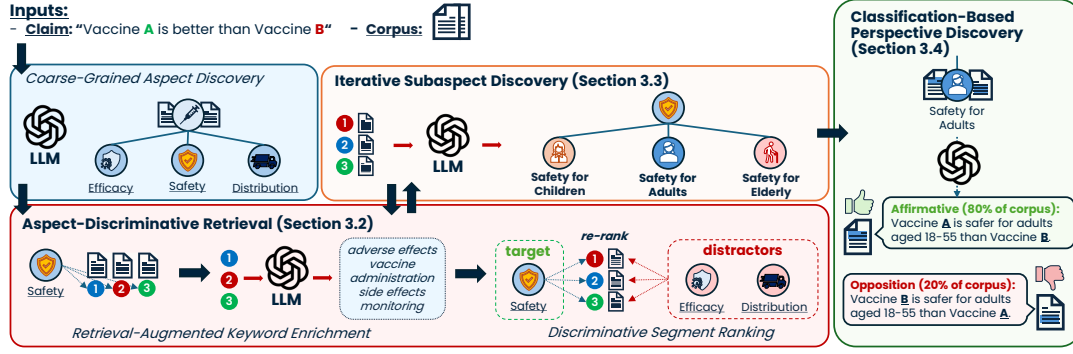 Inputs:
- Claim: "Vaccine A is better than Vaccine B" - Corpus:
Coarse-Grained Aspect Discovery
LLM
Efficacy
Safety
Distribution
Iterative Subaspect Discovery (Section 3.3)
1
2
3
LLM
Safety for
Children
Safety for
Adults
Safety for
Elderly
Aspect-Discriminative Retrieval (Section 3.2)
Safety
1 2 3
1
2
3
LLM
adverse effects
vaccine
administration
side effects
monitoring
Retrieval-Augmented Keyword Enrichment
target
Safety
re-rank
1
2
3
distractors
Efficacy
Distribution
Discriminative Segment Ranking
Classification-Based
Perspective Discovery
(Section 3.4)
Safety for
Adults
Affirmative (80% of corpus):
Vaccine A is safer for adults
aged 18-55 than Vaccine B.
Opposition (20% of corpus):
Vaccine B is safer for adults
aged 18-55 than Vaccine A.